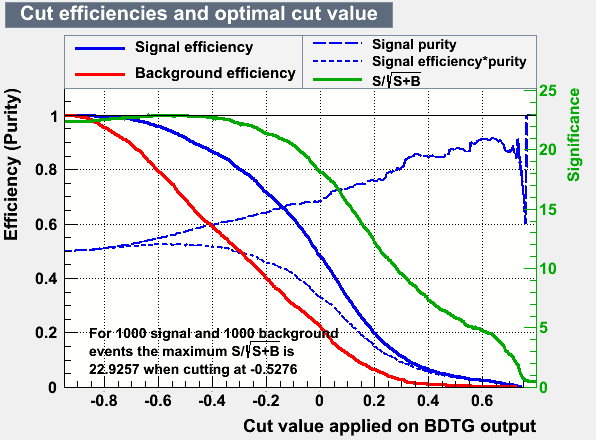 Cut efficiencies and optimal cut value
Signal efficiency
Background efficiency
Signal purity
Signal efficiency*purity
S/√S+B
Efficiency (Purity)
1
0.8
0.6
0.4
0.2
0
25
20
15
10
5
0
Significance
For 1000 signal and 1000 background
events the maximum S/√S+B is
22.9257 when cutting at -0.5276
-0.8 -0.6 -0.4 -0.2 0 0.2 0.4 0.6
Cut value applied on BDTG output